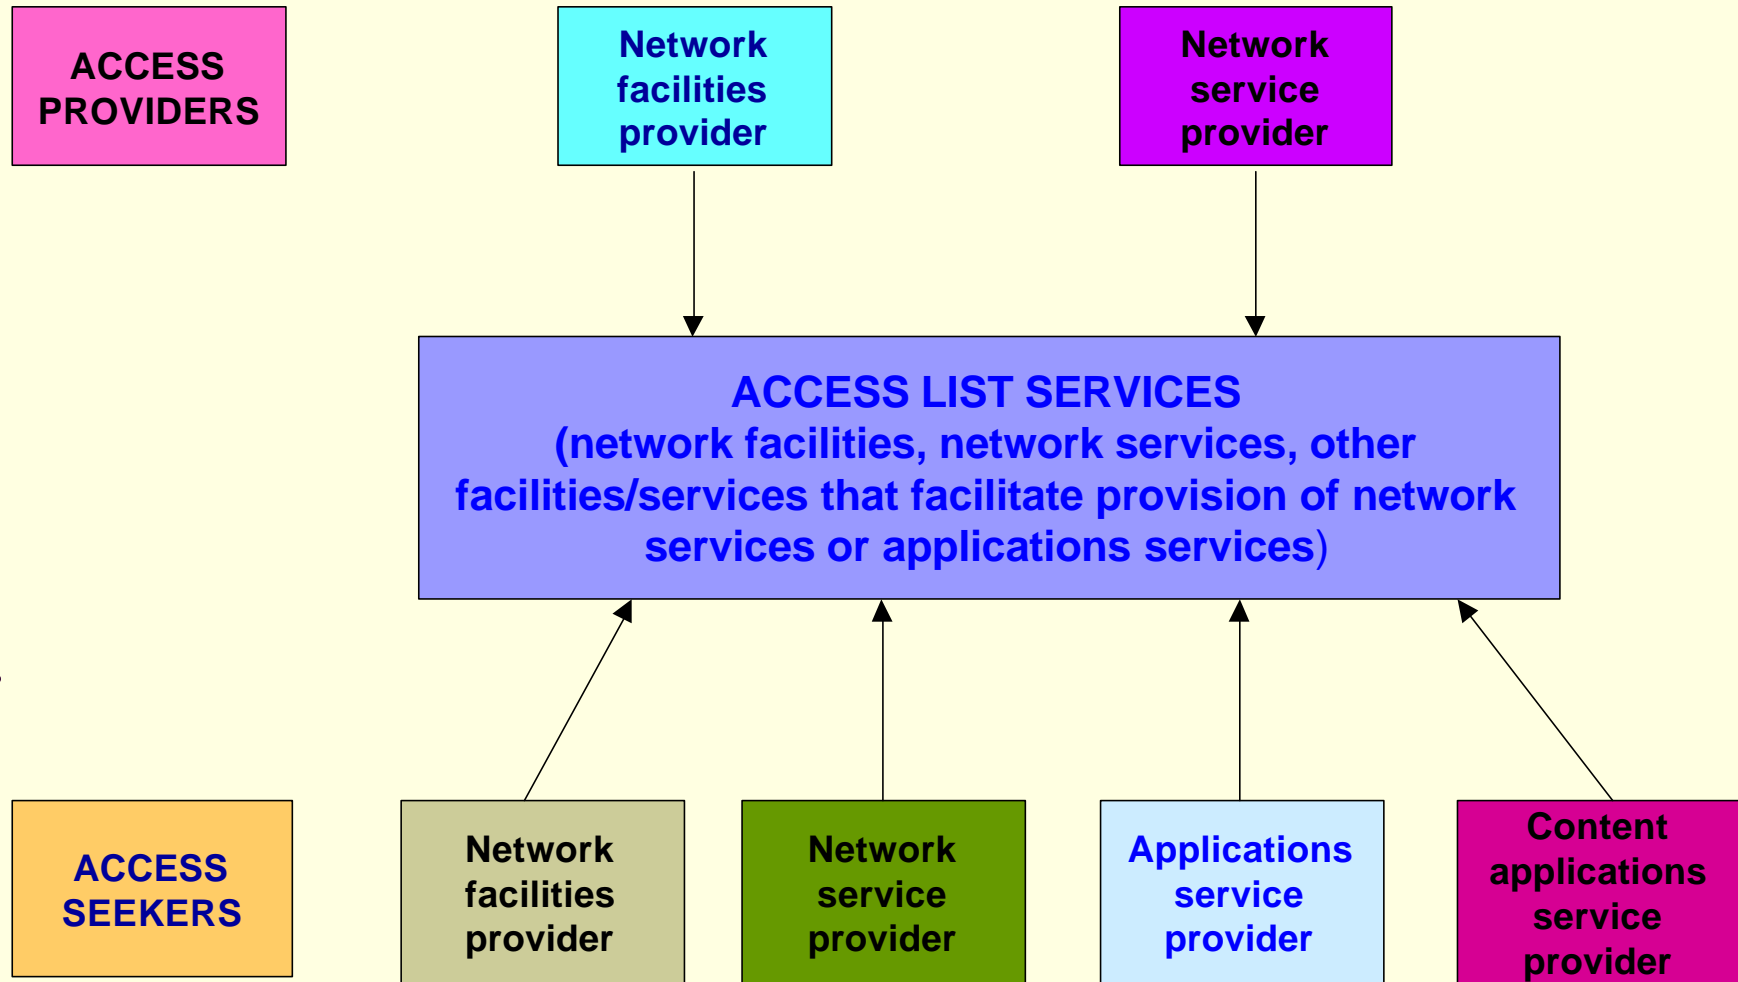 ACCESS
PROVIDERS
Network
facilities
provider
Network
service
provider
ACCESS LIST SERVICES
(network facilities, network services, other
facilities/services that facilitate provision of network
services or applications services)
ACCESS
SEEKERS
Network
facilities
provider
Network
service
provider
Applications
service
provider
Content
applications
service
provider